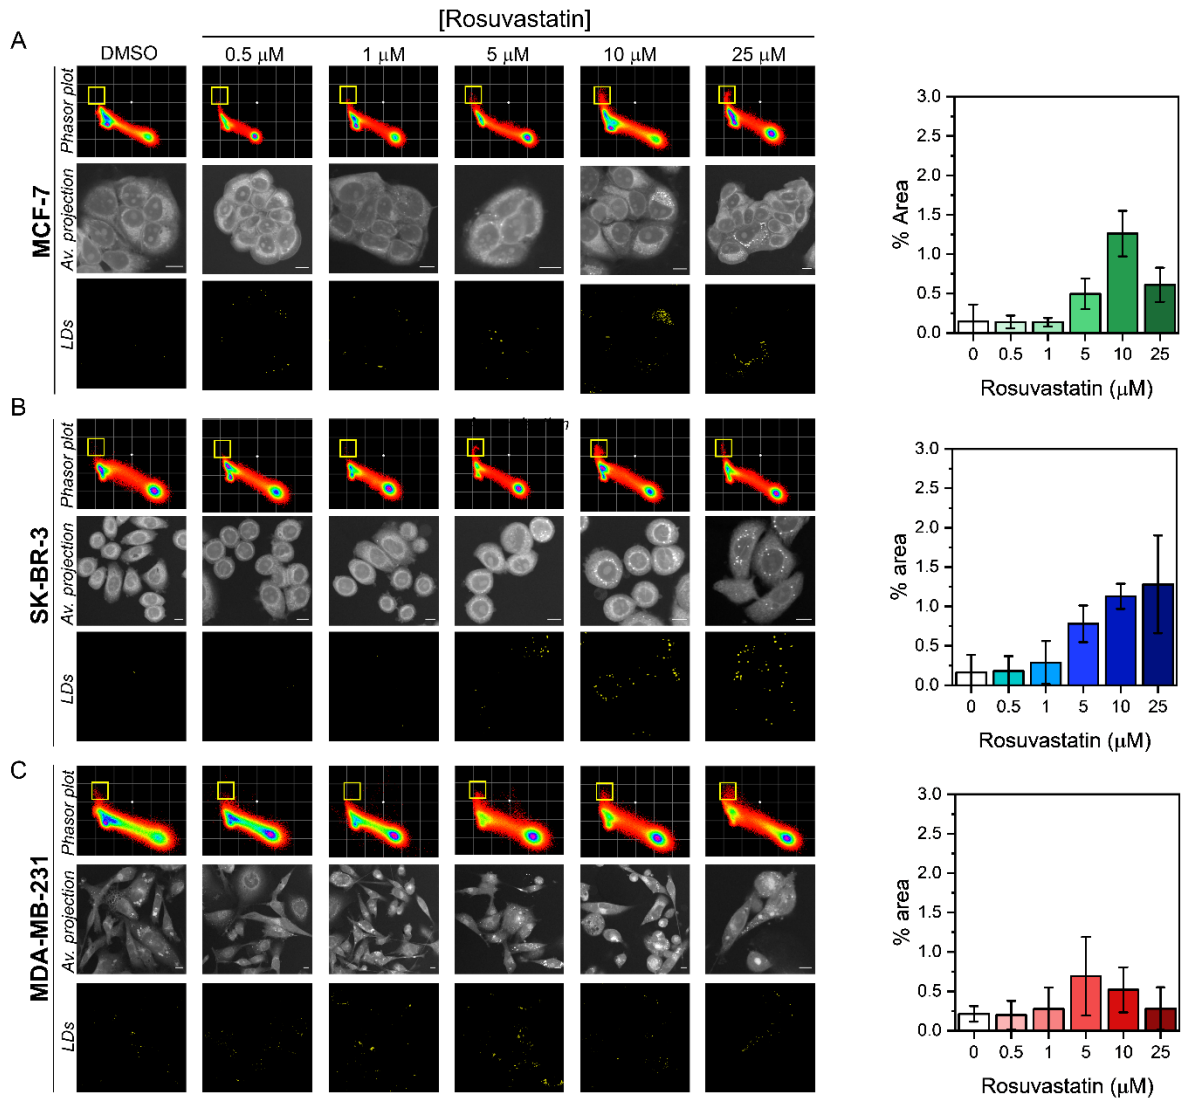 [Rosuvastatin]
A
DMSO
0.5 μM
1 μM
5 μM
10 μM
25 μM
MCF-7
Phasor plot
Av. projection
LDs
% Area
3.0
2.5
2.0
1.5
1.0
0.5
0.0
0 0.5 1 5 10 25
Rosuvastatin (μM)
B
SK-BR-3
Phasor plot
Av. projection
LDs
% area
3.0
2.5
2.0
1.5
1.0
0.5
0.0
0 0.5 1 5 10 25
Rosuvastatin (μM)
C
MDA-MB-231
Phasor plot
Av. projection
LDs
% area
3.0
2.5
2.0
1.5
1.0
0.5
0.0
0 0.5 1 5 10 25
Rosuvastatin (μM)